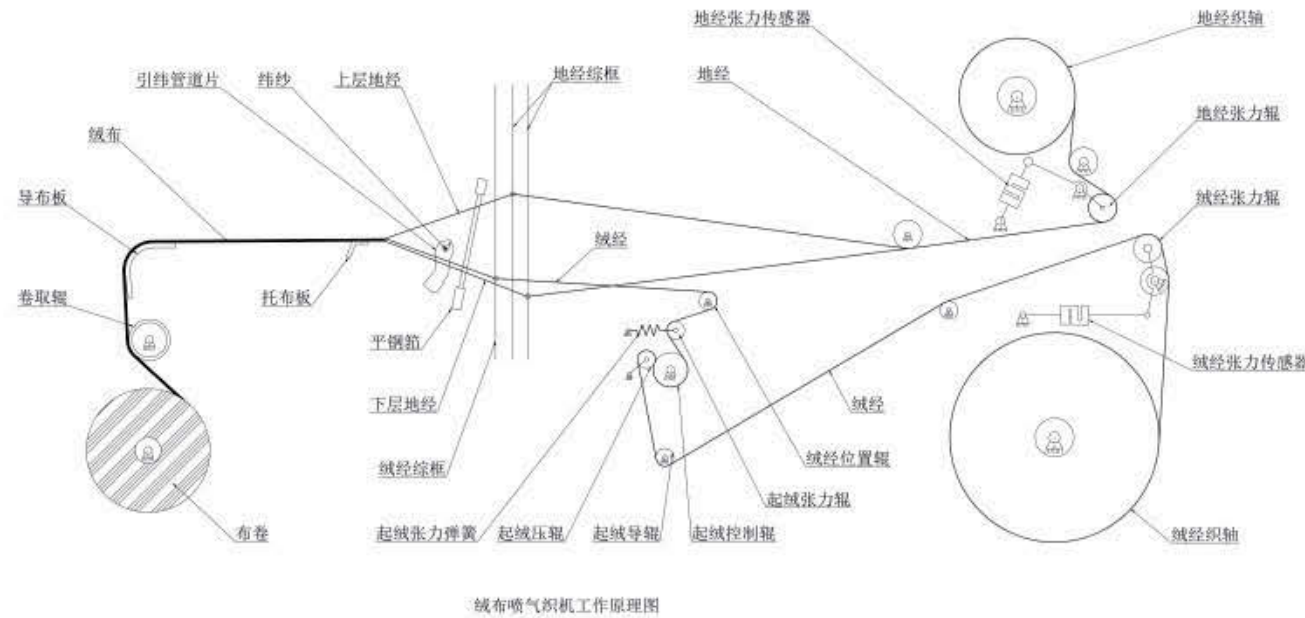 地经张力传感器
地经织轴
引纬管道片
纬纱
上层地经
地经综框
地经
绒布
地经张力辊
导布板
绒经张力辊
绒经
卷取辊
托布板
平钢筘
绒经张力传感器
下层地经
绒经
绒经综框
绒经位置辊
起绒张力辊
布卷
起绒张力弹簧
起绒压辊
起绒导辊
起绒控制辊
绒经织轴
绒布喷气织机工作原理图